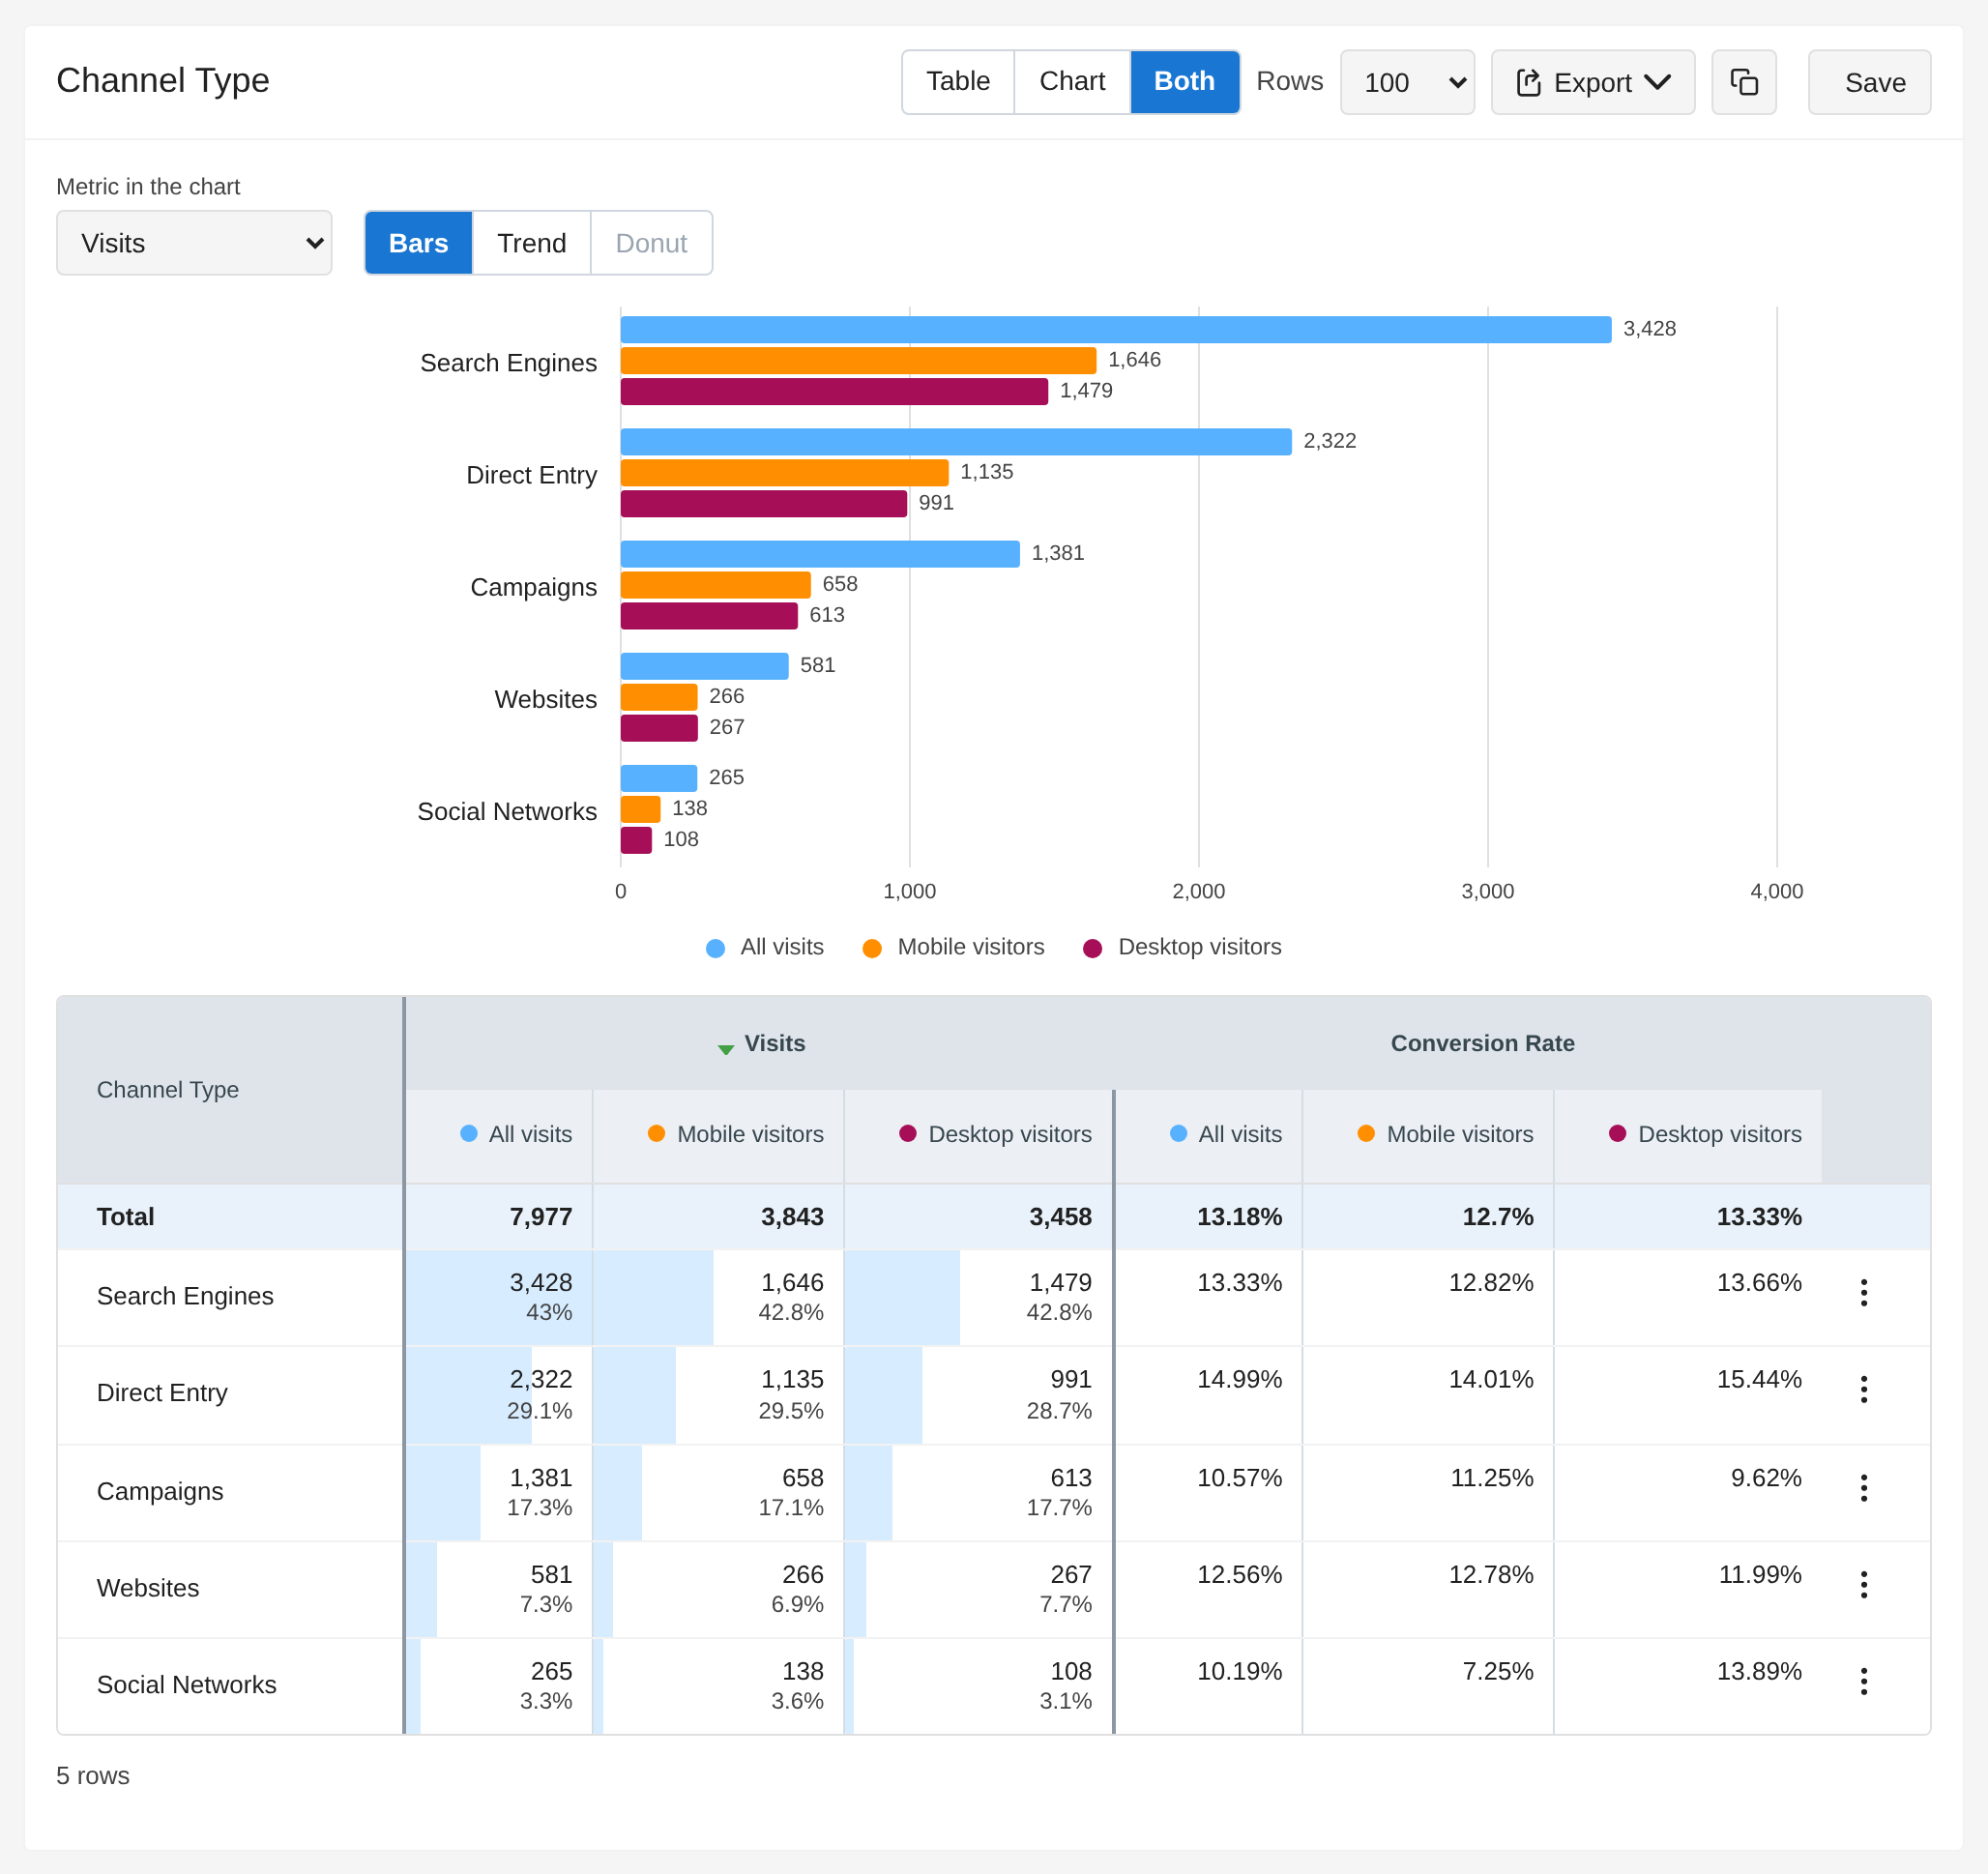 Channel Type
Table Chart Both Rows 100 Export Save
Metric in the chart
Visits Bars Trend Donut
3,428
Search Engines 1,646
1,479
2,322
Direct Entry 1,135
991
1,381
Campaigns 658
613
581
Websites 266
267
265
Social Networks 138
108
0 1,000 2,000 3,000 4,000
All visits Mobile visitors Desktop visitors
Visits Conversion Rate
Channel Type
All visits Mobile visitors Desktop visitors All visits Mobile visitors Desktop visitors
Total 7,977 3,843 3,458 13.18% 12.7% 13.33%
Search Engines 3,428 1,646 1,479 13.33% 12.82% 13.66%
43% 42.8% 42.8%
Direct Entry 2,322 1,135 991 14.99% 14.01% 15.44%
29.1% 29.5% 28.7%
Campaigns 1,381 658 613 10.57% 11.25% 9.62%
17.3% 17.1% 17.7%
Websites 581 266 267 12.56% 12.78% 11.99%
7.3% 6.9% 7.7%
Social Networks 265 138 108 10.19% 7.25% 13.89%
3.3% 3.6% 3.1%
5 rows